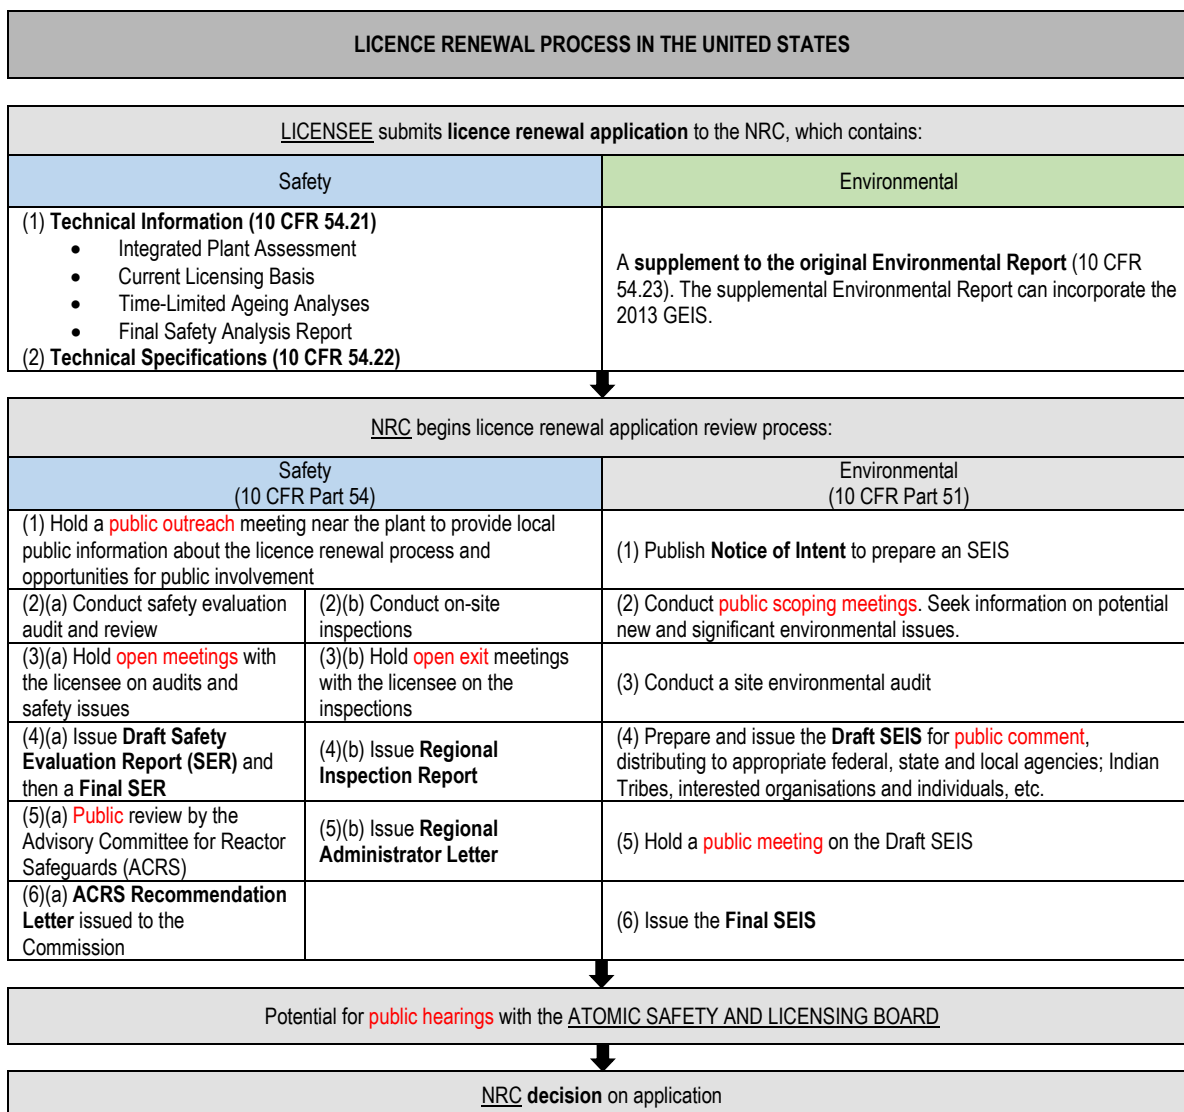 LICENCE RENEWAL PROCESS IN THE UNITED STATES
LICENSEE submits licence renewal application to the NRC, which contains:
Safety
Environmental
(1) Technical Information (10 CFR 54.21)
• Integrated Plant Assessment
• Current Licensing Basis
• Time-Limited Ageing Analyses
• Final Safety Analysis Report
(2) Technical Specifications (10 CFR 54.22)
A supplement to the original Environmental Report (10 CFR
54.23). The supplemental Environmental Report can incorporate the
2013 GEIS.
NRC begins licence renewal application review process:
Safety
(10 CFR Part 54)
Environmental
(10 CFR Part 51)
(1) Hold a public outreach meeting near the plant to provide local
public information about the licence renewal process and
opportunities for public involvement
(1) Publish Notice of Intent to prepare an SEIS
(2)(a) Conduct safety evaluation
audit and review
(2)(b) Conduct on-site
inspections
(2) Conduct public scoping meetings. Seek information on potential
new and significant environmental issues.
(3)(a) Hold open meetings with
the licensee on audits and
safety issues
(3)(b) Hold open exit meetings
with the licensee on the
inspections
(3) Conduct a site environmental audit
(4)(a) Issue Draft Safety
Evaluation Report (SER) and
then a Final SER
(4)(b) Issue Regional
Inspection Report
(4) Prepare and issue the Draft SEIS for public comment,
distributing to appropriate federal, state and local agencies; Indian
Tribes, interested organisations and individuals, etc.
(5)(a) Public review by the
Advisory Committee for Reactor
Safeguards (ACRS)
(5)(b) Issue Regional
Administrator Letter
(5) Hold a public meeting on the Draft SEIS
(6)(a) ACRS Recommendation
Letter issued to the
Commission
(6) Issue the Final SEIS
Potential for public hearings with the ATOMIC SAFETY AND LICENSING BOARD
NRC decision on application